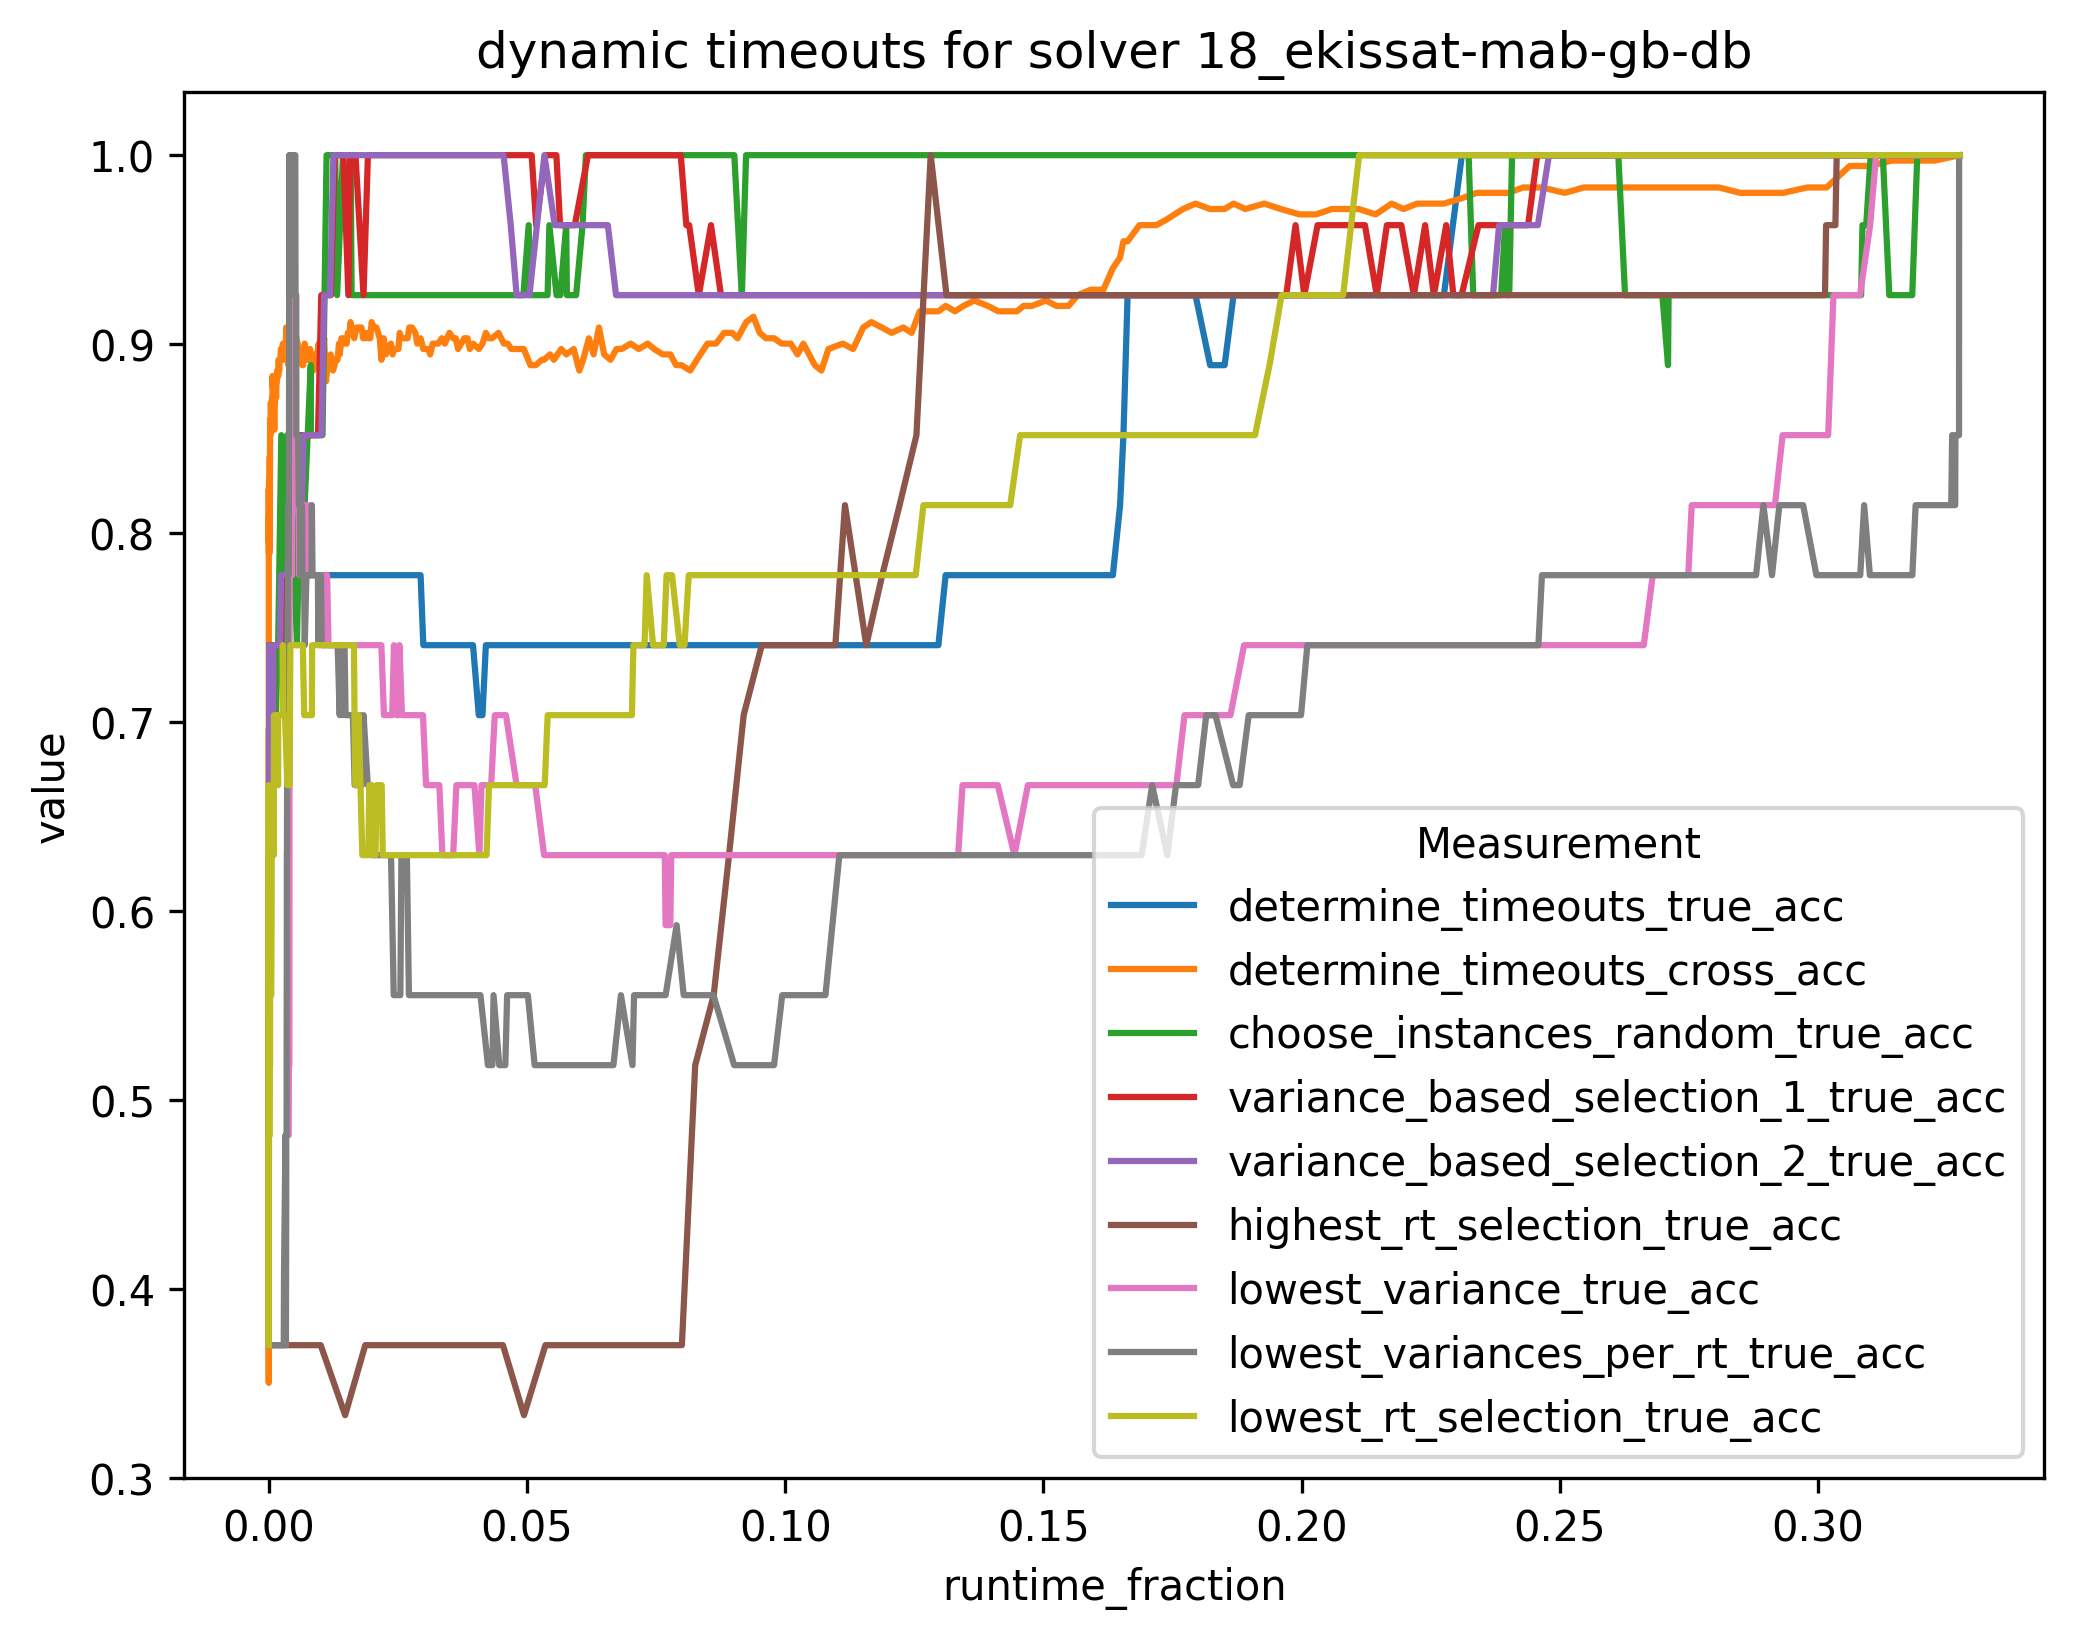 dynamic timeouts for solver 18_ekissat-mab-gb-db
1.0
0.9
0.8
0.7
0.6
0.5
0.4
0.3
value
0.00 0.05 0.10 0.15 0.20 0.25 0.30
runtime_fraction
Measurement
determine_timeouts_true_acc
determine_timeouts_cross_acc
choose_instances_random_true_acc
variance_based_selection_1_true_acc
variance_based_selection_2_true_acc
highest_rt_selection_true_acc
lowest_variance_true_acc
lowest_variances_per_rt_true_acc
lowest_rt_selection_true_acc